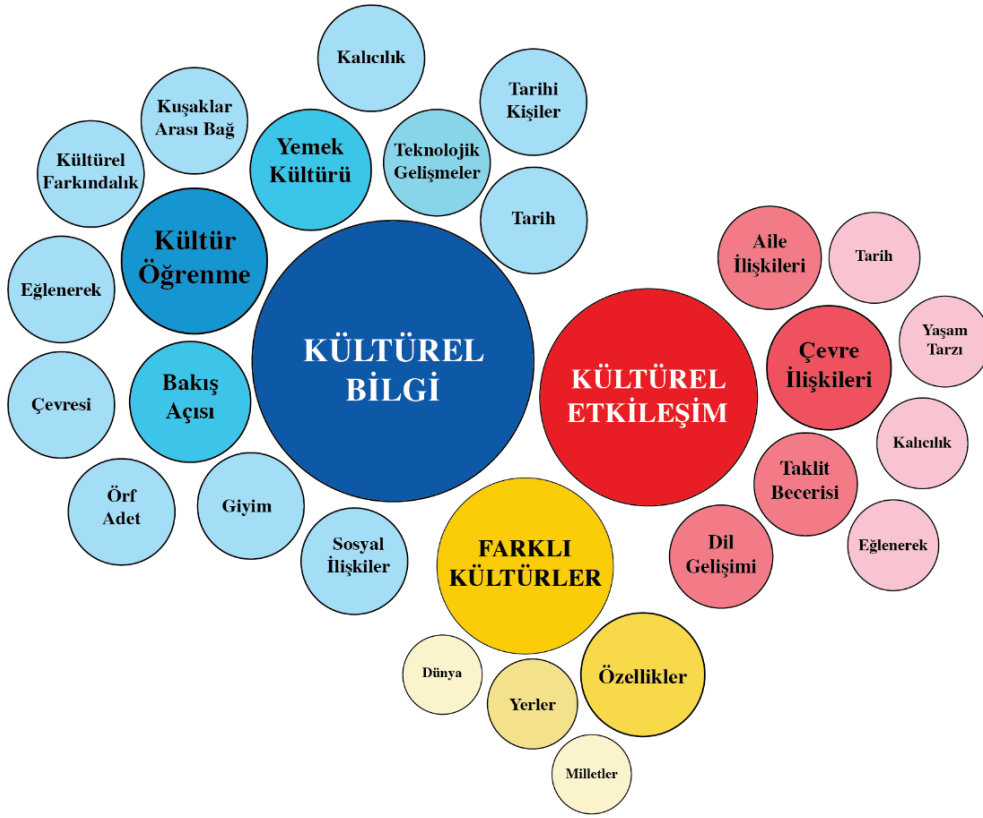 Kalıcılık
Tarihi
Kişiler
Kuşaklar
Arası Bağ
Yemek
Kültürü
Teknolojik
Gelişmeler
Kültürel
Farkındalık
Tarih
Kültür
Öğrenme
Eğlenerek
KÜLTÜREL
BİLGİ
Bakış
Açısı
Çevresi
Örf
Adet
Giyim
Sosyal
İlişkiler
KÜLTÜREL
ETKİLEŞİM
Aile
İlişkileri
Tarih
Yaşam
Tarzı
Çevre
İlişkileri
Kalıcılık
Taklit
Becerisi
Eğlenerek
Dil
Gelişimi
FARKLI
KÜLTÜRLER
Dünya
Yerler
Özellikler
Milletler